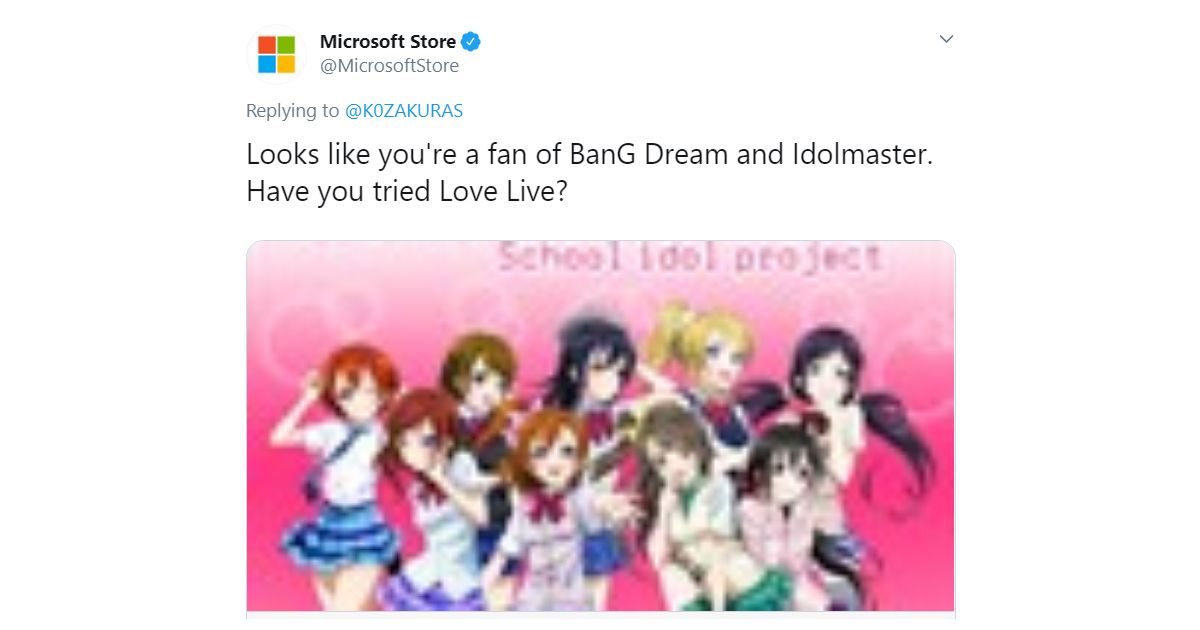 Microsoft Store
@MicrosoftStore
Replying to @K0ZAKURAS
Looks like you're a fan of BanG Dream and Idolmaster.
Have you tried Love Live?
School idol project